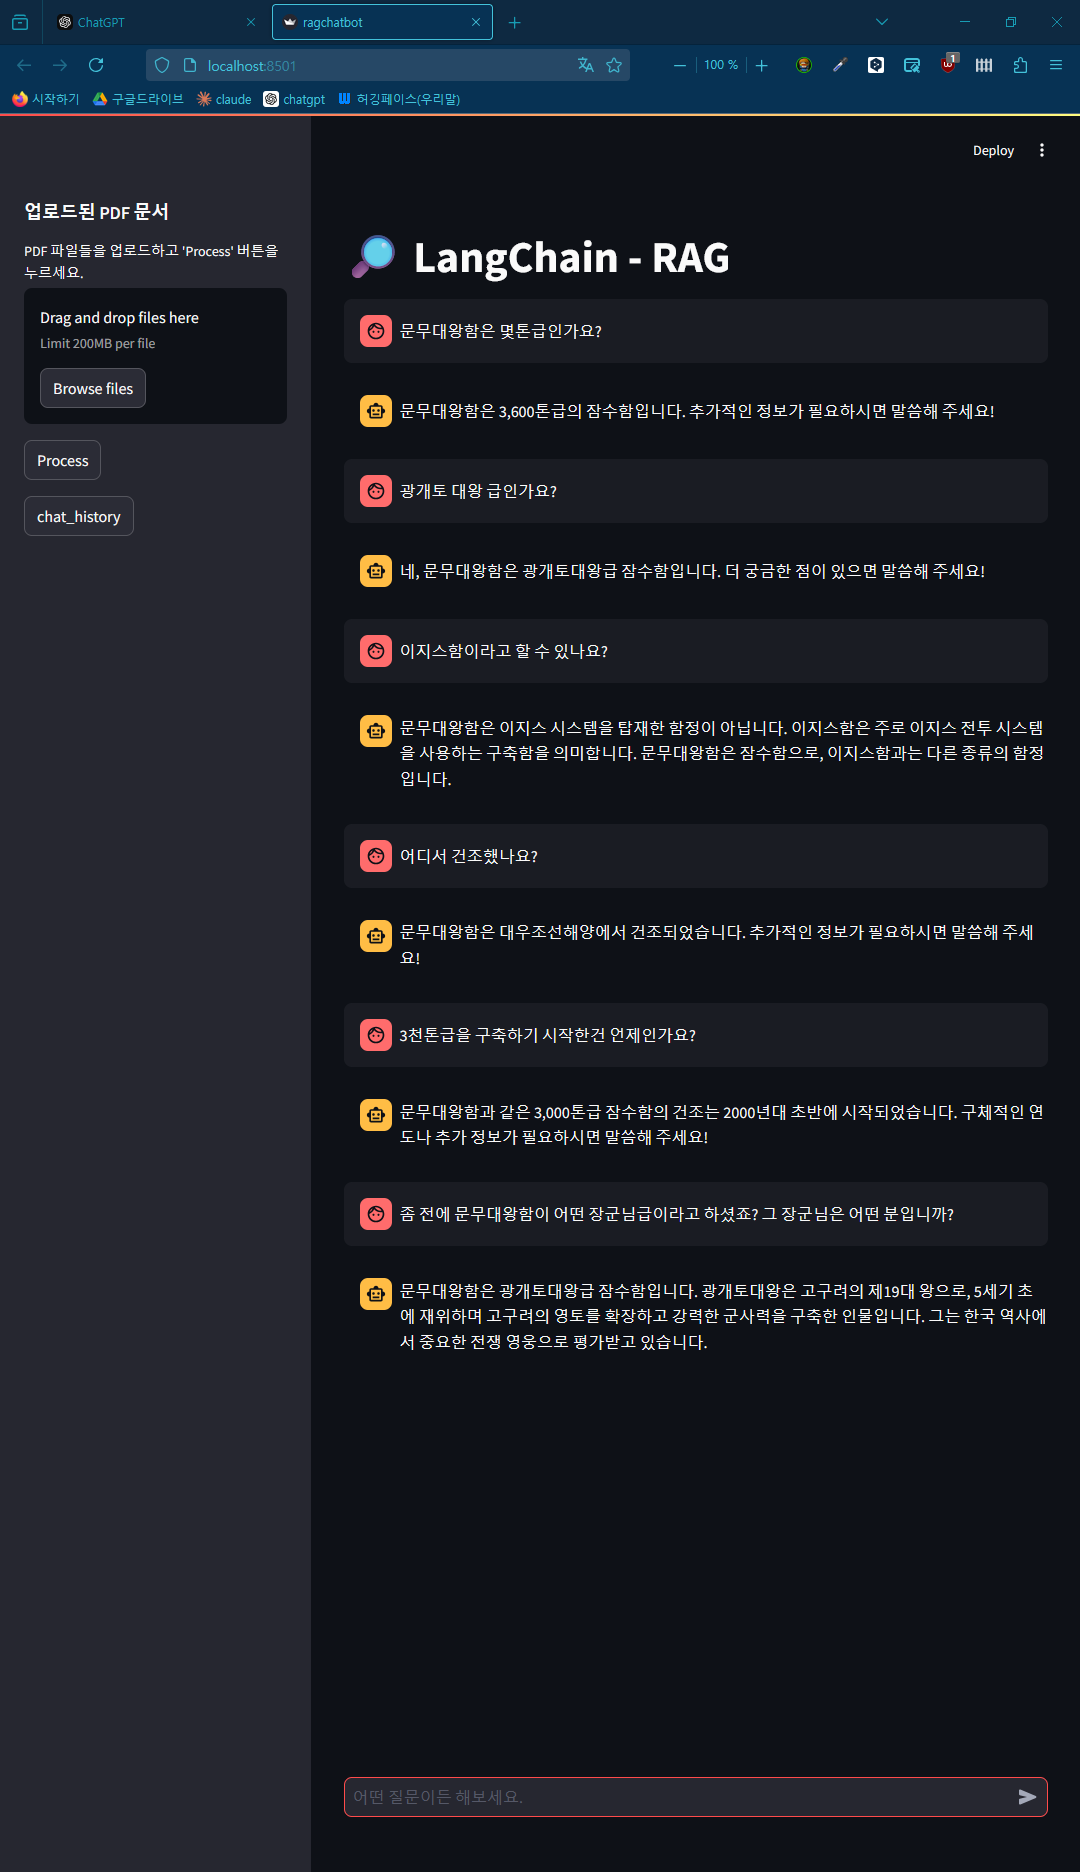 ChatGPT
ragchatbot
localhost:8501
100 %
1
시작하기
구글드라이브
claude
chatgpt
허깅페이스(우리말)
Deploy
업로드된 PDF 문서
PDF 파일들을 업로드하고 'Process' 버튼을
누르세요.
Drag and drop files here
Limit 200MB per file
Browse files
Process
chat_history
LangChain - RAG
문무대왕함은 몇톤급인가요?
문무대왕함은 3,600톤급의 잠수함입니다. 추가적인 정보가 필요하시면 말씀해 주세요!
광개토 대왕 급인가요?
네, 문무대왕함은 광개토대왕급 잠수함입니다. 더 궁금한 점이 있으면 말씀해 주세요!
이지스함이라고 할 수 있나요?
문무대왕함은 이지스 시스템을 탑재한 함정이 아닙니다. 이지스함은 주로 이지스 전투 시스템
을 사용하는 구축함을 의미합니다. 문무대왕함은 잠수함으로, 이지스함과는 다른 종류의 함정
입니다.
어디서 건조했나요?
문무대왕함은 대우조선해양에서 건조되었습니다. 추가적인 정보가 필요하시면 말씀해 주세
요!
3천톤급을 구축하기 시작한건 언제인가요?
문무대왕함과 같은 3,000톤급 잠수함의 건조는 2000년대 초반에 시작되었습니다. 구체적인 연
도나 추가 정보가 필요하시면 말씀해 주세요!
좀 전에 문무대왕함이 어떤 장군님급이라고 하셨죠? 그 장군님은 어떤 분입니까?
문무대왕함은 광개토대왕급 잠수함입니다. 광개토대왕은 고구려의 제19대 왕으로, 5세기 초
에 재위하며 고구려의 영토를 확장하고 강력한 군사력을 구축한 인물입니다. 그는 한국 역사에
서 중요한 전쟁 영웅으로 평가받고 있습니다.
어떤 질문이든 해보세요.